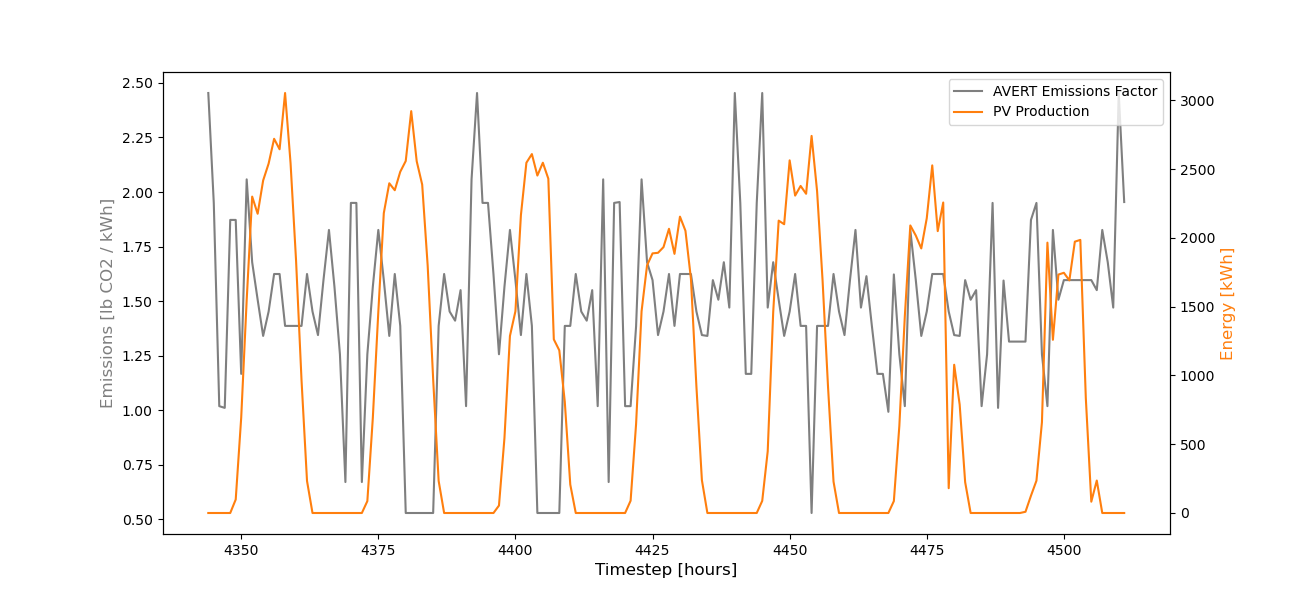 AVERT Emissions Factor
PV Production
2.50
2.25
2.00
1.75
1.50
1.25
1.00
0.75
0.50
Emissions [lb CO2 / kWh]
3000
2500
2000
1500
1000
500
0
Energy [kWh]
4350 4375 4400 4425 4450 4475 4500
Timestep [hours]